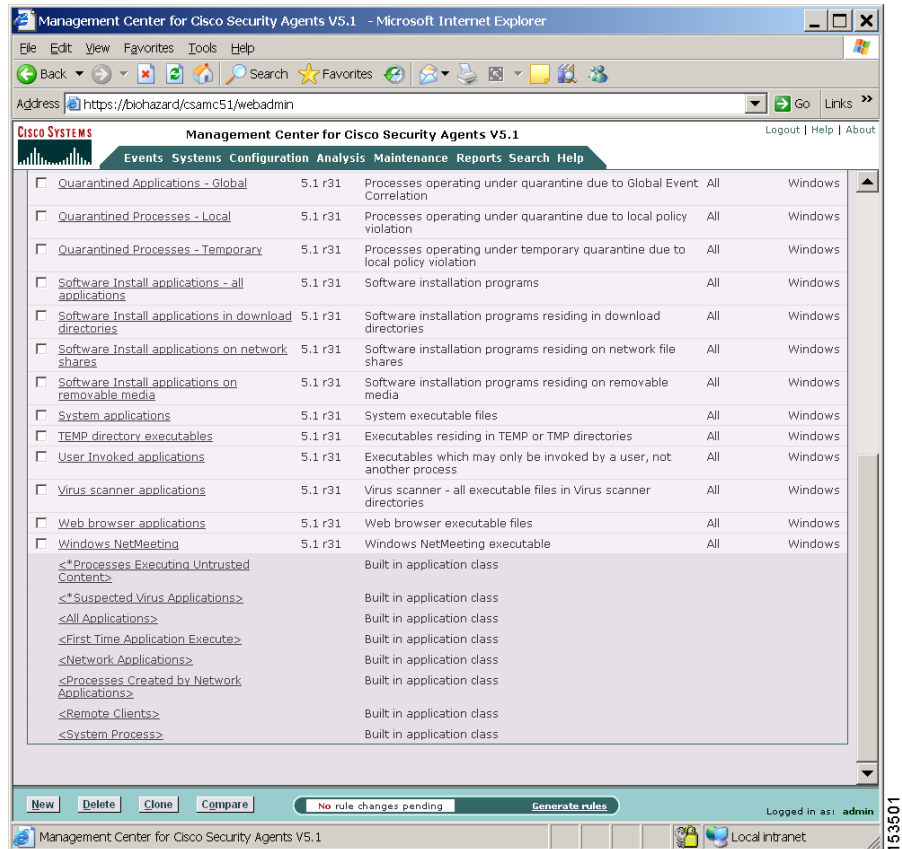 Management Center for Cisco Security Agents V5.1 - Microsoft Internet Explorer
File Edit View Favorites Tools Help
Back Search Favorites
Address https://biohazard/csamc51/webadmin Go Links »
CISCO SYSTEMS Management Center for Cisco Security Agents V5.1 Logout | Help | About
Events Systems Configuration Analysis Maintenance Reports Search Help
Quarantined Applications - Global 5.1 r31 Processes operating under quarantine due to Global Event All Windows
Correlation
Quarantined Processes - Local 5.1 r31 Processes operating under quarantine due to local policy All Windows
violation
Quarantined Processes - Temporary 5.1 r31 Processes operating under temporary quarantine due to All Windows
local policy violation
Software Install applications - all 5.1 r31 Software installation programs All Windows
applications
Software Install applications in download 5.1 r31 Software installation programs residing in download All Windows
directories directories
Software Install applications on network 5.1 r31 Software installation programs residing on network file All Windows
shares shares
Software Install applications on 5.1 r31 Software installation programs residing on removable All Windows
removable media media
System applications 5.1 r31 System executable files All Windows
TEMP directory executables 5.1 r31 Executables residing in TEMP or TMP directories All Windows
User Invoked applications 5.1 r31 Executables which may only be invoked by a user, not All Windows
another process
Virus scanner applications 5.1 r31 Virus scanner - all executable files in Virus scanner All Windows
directories
Web browser applications 5.1 r31 Web browser executable files All Windows
Windows NetMeeting 5.1 r31 Windows NetMeeting executable All Windows
<*Processes Executing Untrusted Built in application class
Content>
<*Suspected Virus Applications> Built in application class
<All Applications> Built in application class
<First Time Application Execute> Built in application class
<Network Applications> Built in application class
<Processes Created by Network Built in application class
Applications>
<Remote Clients> Built in application class
<System Process> Built in application class
New Delete Clone Compare No rule changes pending Generate rules Logged in as: admin
Management Center for Cisco Security Agents V5.1 Local intranet
153501